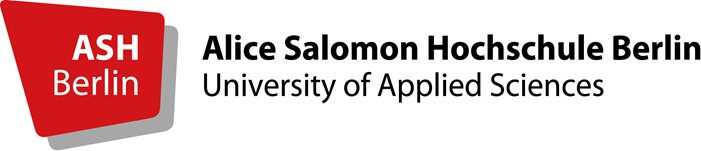 ASH
Berlin
Alice Salomon Hochschule Berlin
University of Applied Sciences